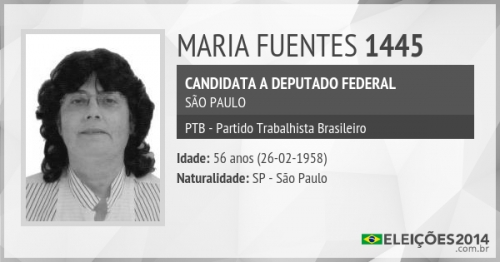 MARIA FUENTES 1445
CANDIDATA A DEPUTADO FEDERAL
SÃO PAULO
PTB - Partido Trabalhista Brasileiro
Idade: 56 anos (26-02-1958)
Naturalidade: SP - São Paulo
ELEIÇÕES2014
.com.br